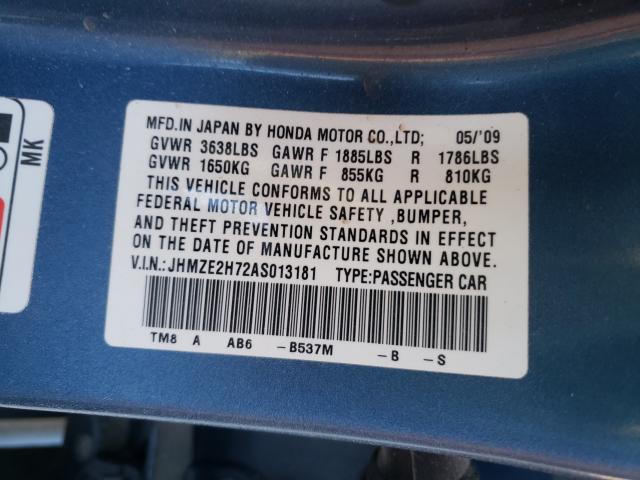 MFD.IN JAPAN BY HONDA MOTOR CO.,LTD; 05/'09
GVWR 3638LBS GAWR F 1885LBS R 1786LBS
GVWR 1650KG GAWR F 855KG R 810KG
THIS VEHICLE CONFORMS TO ALL APPLICABLE
FEDERAL MOTOR VEHICLE SAFETY ,BUMPER,
AND THEFT PREVENTION STANDARDS IN EFFECT
ON THE DATE OF MANUFACTURE SHOWN ABOVE.
V.I.N.:JHMZE2H72AS013181 TYPE:PASSENGER CAR
TM8 A AB6 -B537M -B -S
MK